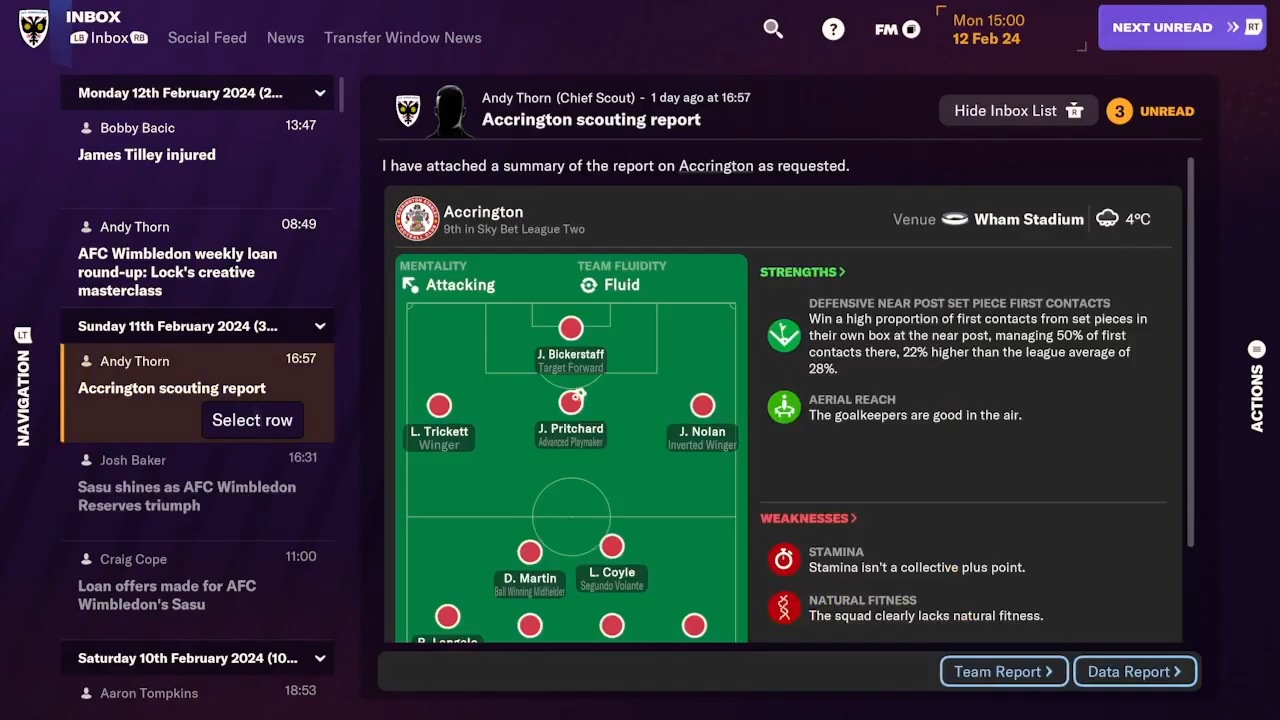 INBOX
LB Inbox RB
Social Feed
News
Transfer Window News
FM
Mon 15:00
12 Feb 24
NEXT UNREAD
RT
Monday 12th February 2024 (2...
Bobby Bacic
13:47
James Tilley injured
Andy Thorn
08:49
AFC Wimbledon weekly loan
round-up: Lock's creative
masterclass
Sunday 11th February 2024 (3...
Andy Thorn
16:57
Accrington scouting report
Select row
Josh Baker
16:31
Sasu shines as AFC Wimbledon
Reserves triumph
Craig Cope
11:00
Loan offers made for AFC
Wimbledon's Sasu
Saturday 10th February 2024 (10...
Aaron Tompkins
18:53
LT
NAVIGATION
Andy Thorn (Chief Scout) - 1 day ago at 16:57
Accrington scouting report
Hide Inbox List
R
3 UNREAD
I have attached a summary of the report on Accrington as requested.
Accrington
9th in Sky Bet League Two
Venue
Wham Stadium
4°C
MENTALITY
Attacking
TEAM FLUIDITY
Fluid
J. Bickerstaff
Target Forward
L. Trickett
Winger
J. Pritchard
Advanced Playmaker
J. Nolan
Inverted Winger
D. Martin
Ball Winning Midfielder
L. Coyle
Segundo Volante
STRENGTHS >
DEFENSIVE NEAR POST SET PIECE FIRST CONTACTS
Win a high proportion of first contacts from set pieces in
their own box at the near post, managing 50% of first
contacts there, 22% higher than the league average of
28%.
AERIAL REACH
The goalkeepers are good in the air.
WEAKNESSES >
STAMINA
Stamina isn't a collective plus point.
NATURAL FITNESS
The squad clearly lacks natural fitness.
Team Report >
Data Report >
ACTIONS